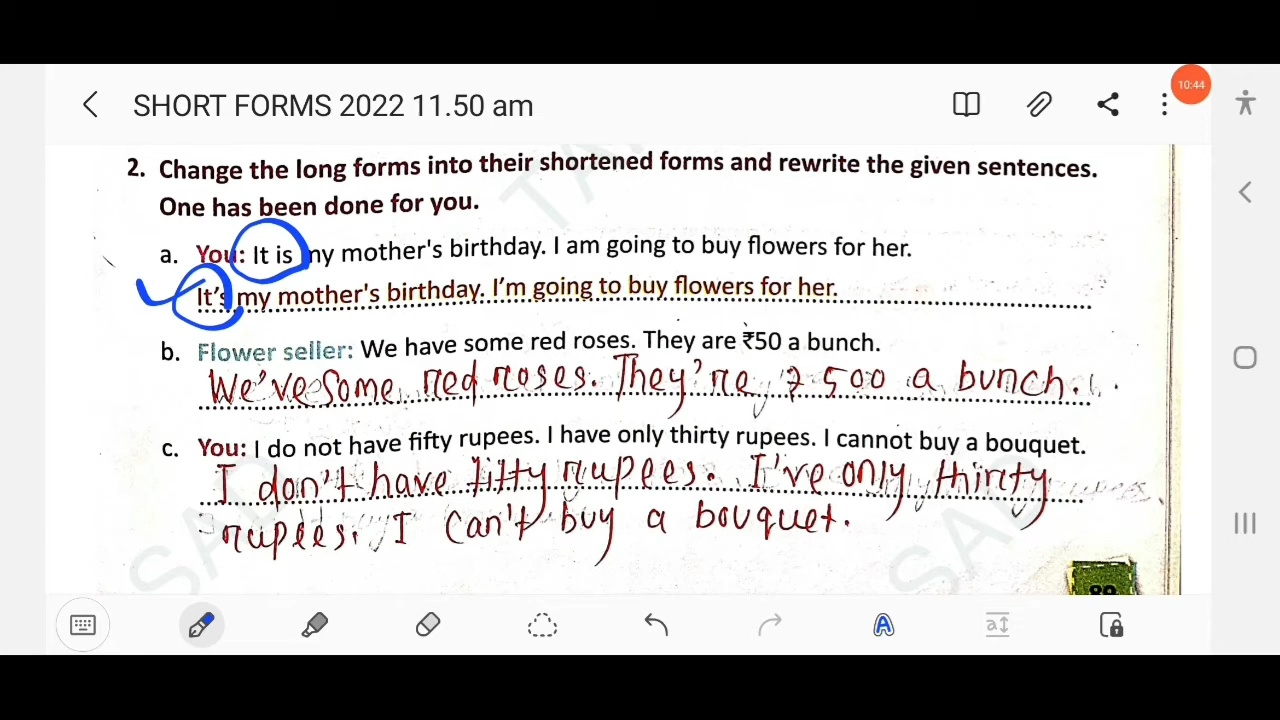 SHORT FORMS 2022 11.50 am
10:44
2. Change the long forms into their shortened forms and rewrite the given sentences.
One has been done for you.
a. You: It is my mother's birthday. I am going to buy flowers for her.
It's my mother's birthday. I'm going to buy flowers for her.
b. Flower seller: We have some red roses. They are ₹50 a bunch.
We've some red roses. They're ₹ 500 a bunch.
c. You: I do not have fifty rupees. I have only thirty rupees. I cannot buy a bouquet.
I don't have fifty rupees. I've only thirty
rupees. I can't buy a bouquet.